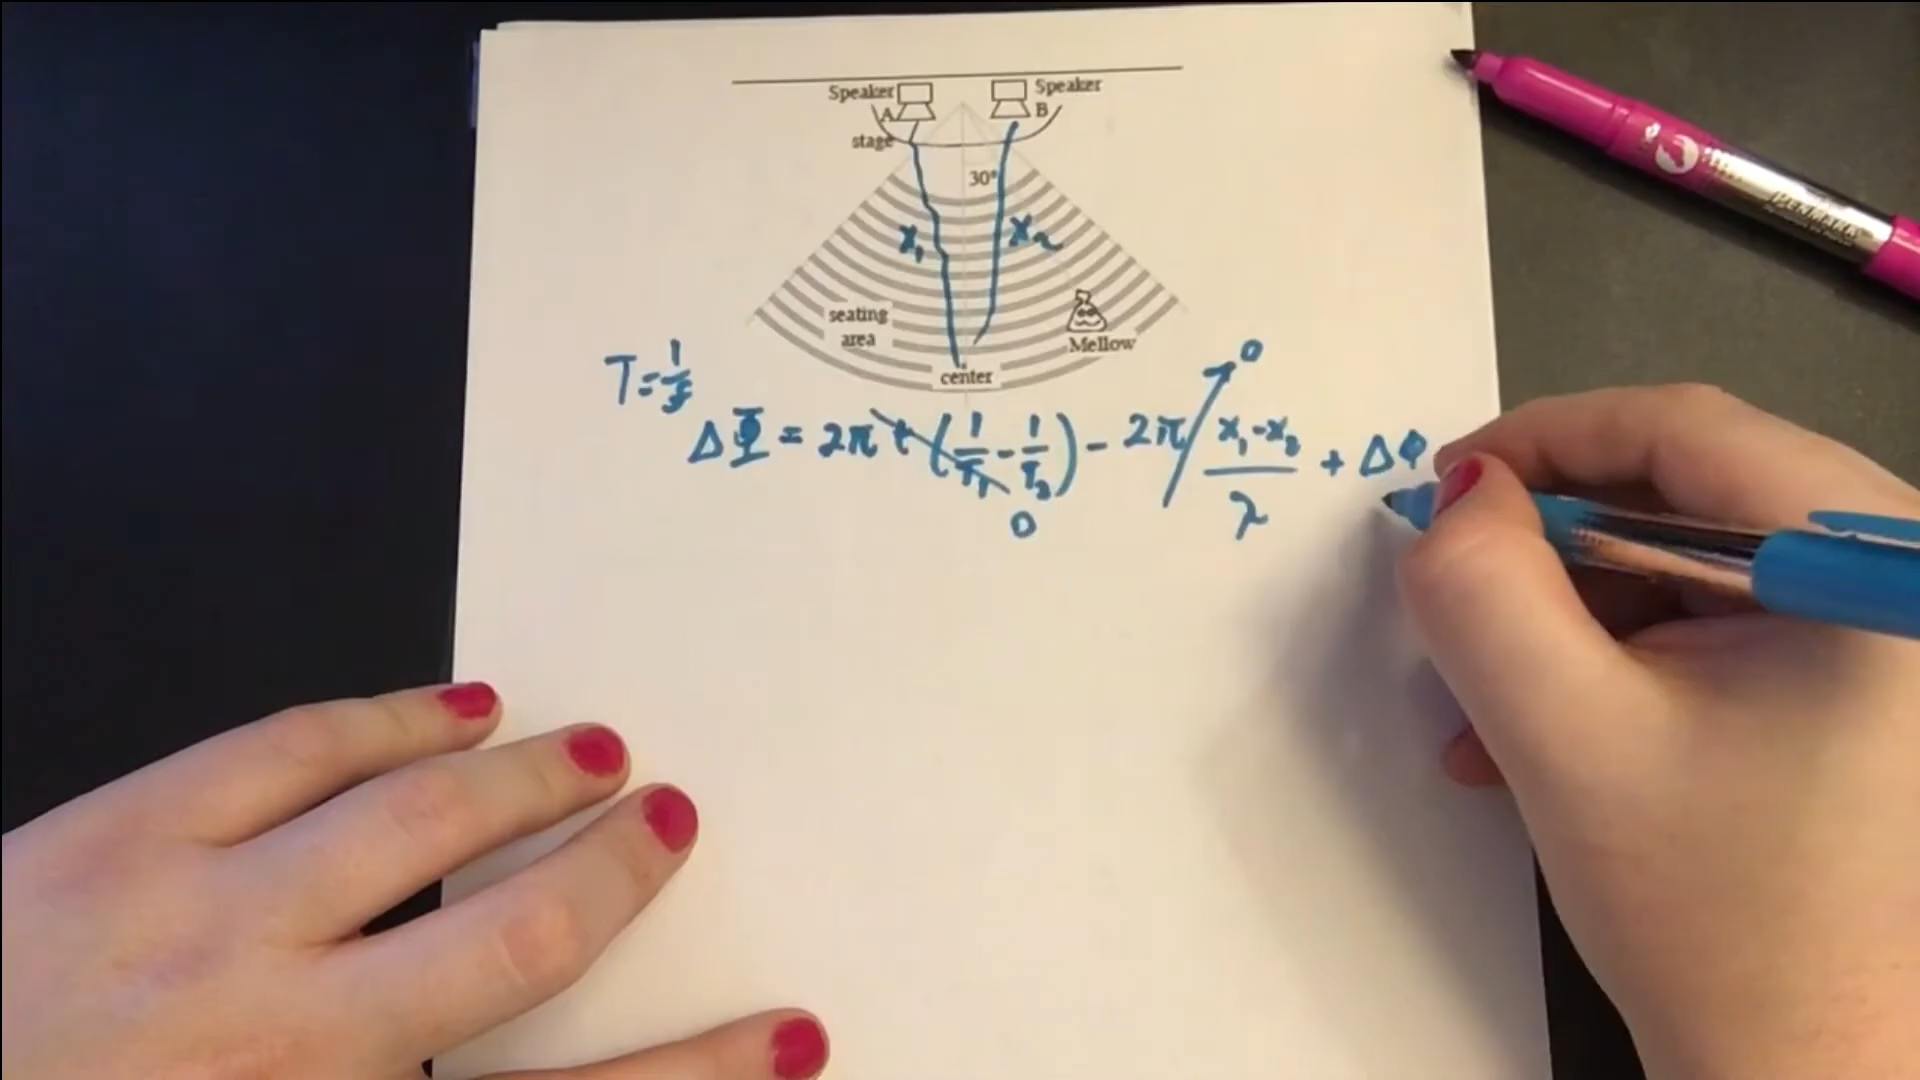 Speaker Speaker
A B
stage
30°
x₁ x₂
seating
area
Mellow
center
T = 1/f
0
ΔΦ = 2π t (1/T₁ - 1/T₂) - 2π (x₁ - x₂)/λ + Δφ
0
DENMARK